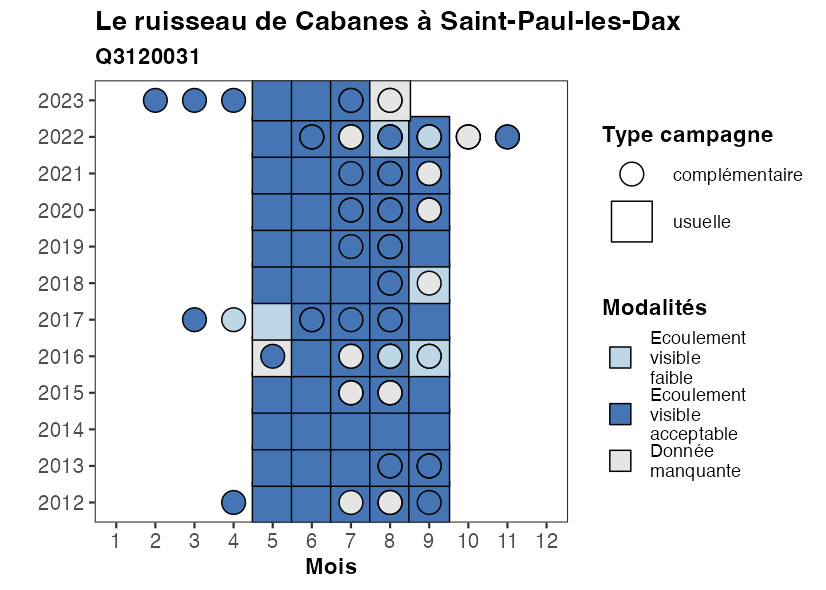 Le ruisseau de Cabanes à Saint-Paul-les-Dax
Q3120031
2023
2022
2021
2020
2019
2018
2017
2016
2015
2014
2013
2012
1 2 3 4 5 6 7 8 9 10 11 12
Mois
Type campagne
complémentaire
usuelle
Modalités
Ecoulement
visible
faible
Ecoulement
visible
acceptable
Donnée
manquante